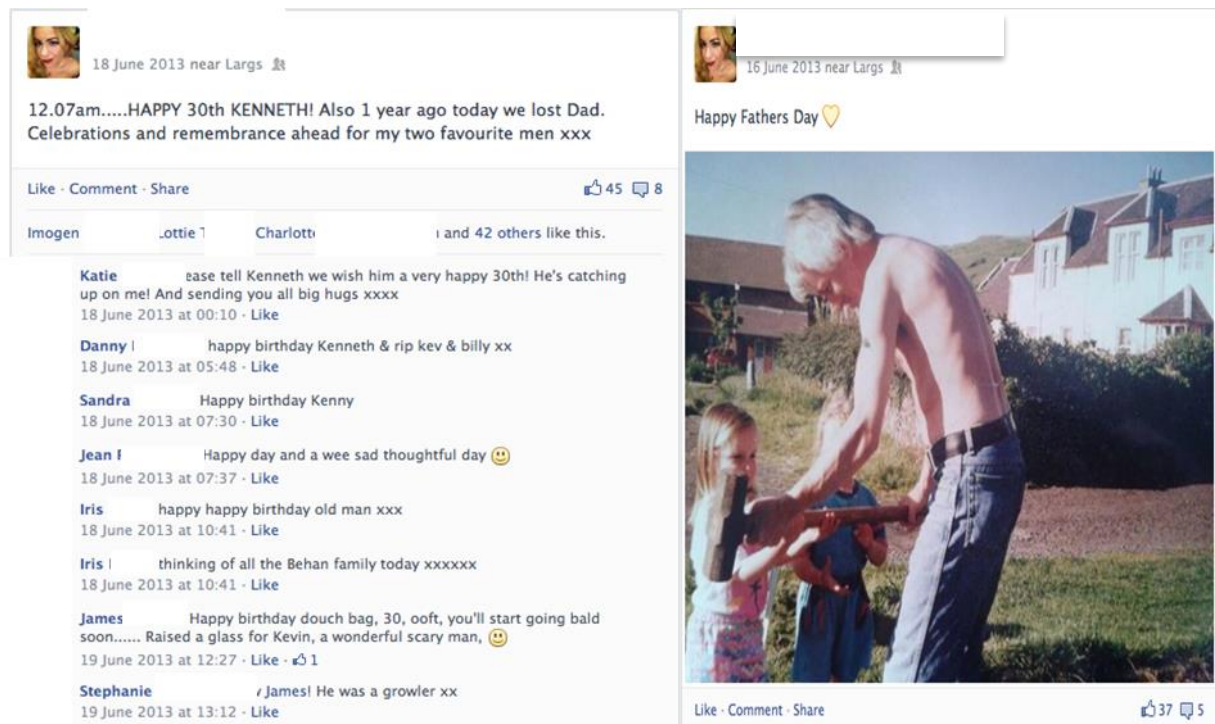 18 June 2013 near Largs
12.07am.....HAPPY 30th KENNETH! Also 1 year ago today we lost Dad.
Celebrations and remembrance ahead for my two favourite men xxx
Like · Comment · Share 45 8
Imogen Charlotte and 42 others like this.
Katie ease tell Kenneth we wish him a very happy 30th! He's catching
up on me! And sending you all big hugs xxxx
18 June 2013 at 00:10 · Like
Danny happy birthday Kenneth & rip kev & billy xx
18 June 2013 at 05:48 · Like
Sandra Happy birthday Kenny
18 June 2013 at 07:30 · Like
Jean Happy day and a wee sad thoughtful day
18 June 2013 at 07:37 · Like
Iris happy happy birthday old man xxx
18 June 2013 at 10:41 · Like
Iris thinking of all the Behan family today xxxxxx
18 June 2013 at 10:41 · Like
James Happy birthday douch bag, 30, ooft, you'll start going bald
soon...... Raised a glass for Kevin, a wonderful scary man,
19 June 2013 at 12:27 · Like · 1
Stephanie James! He was a growler xx
19 June 2013 at 13:12 · Like
16 June 2013 near Largs
Happy Fathers Day
Like · Comment · Share 37 5